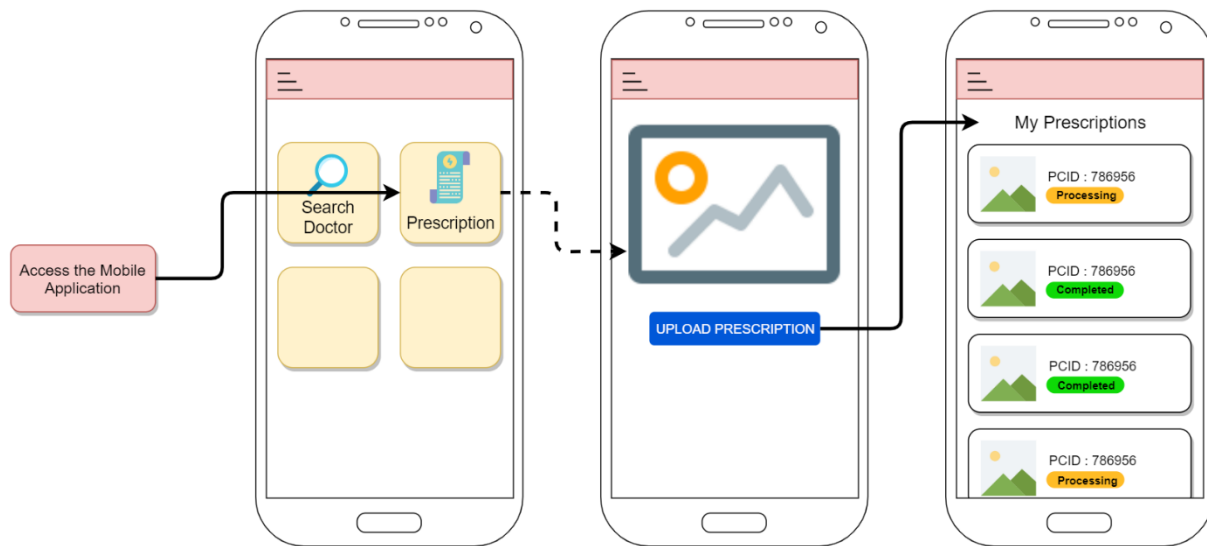 Access the Mobile
Application
Search
Doctor
Prescription
UPLOAD PRESCRIPTION
My Prescriptions
PCID : 786956
Processing
PCID : 786956
Completed
PCID : 786956
Completed
PCID : 786956
Processing